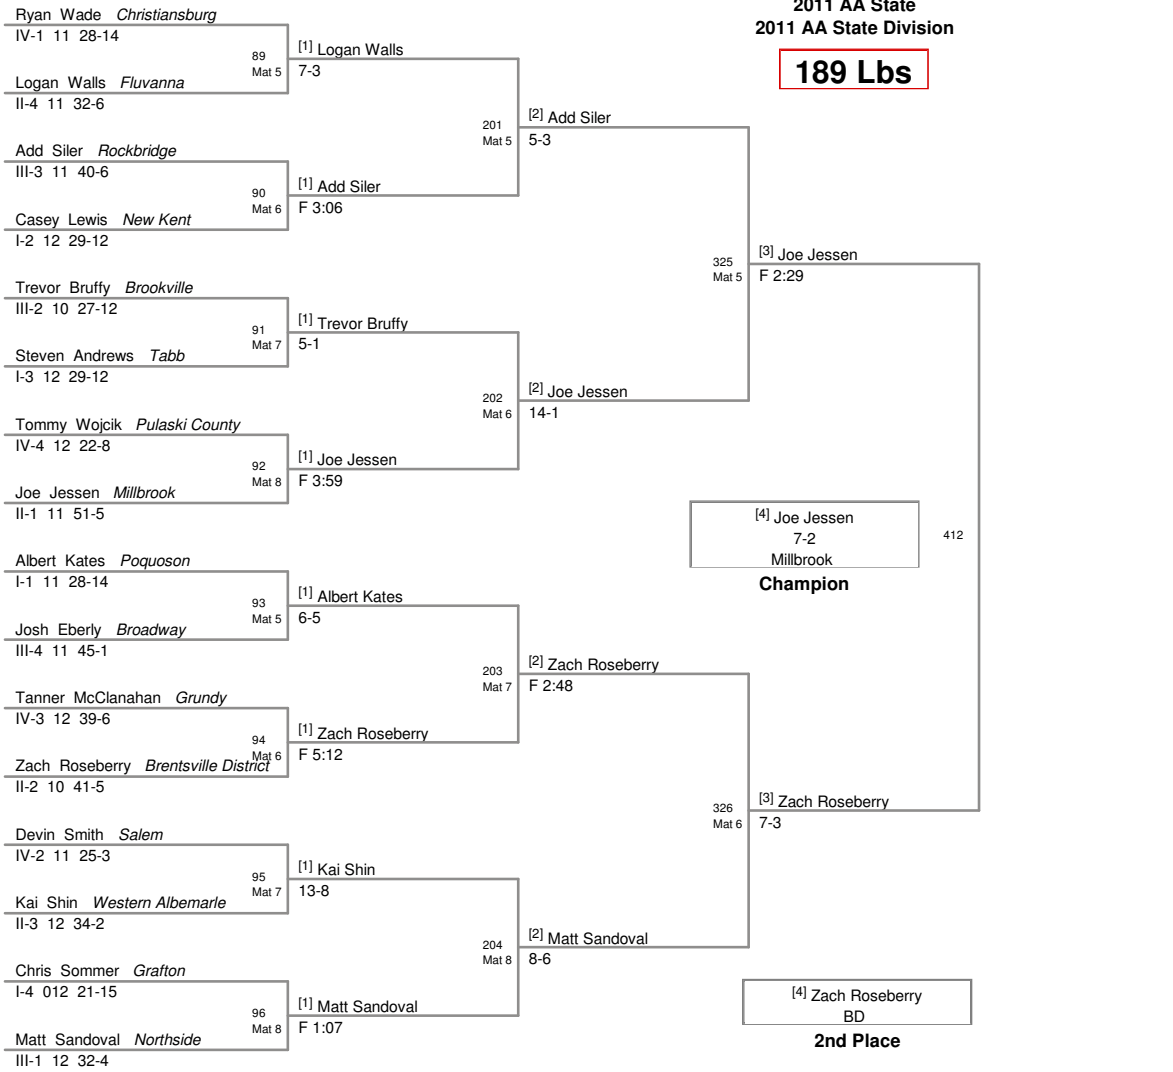 2011 AA State
2011 AA State Division
189 Lbs
Ryan Wade Christiansburg
IV-1 11 28-14
89
Mat 5
[1] Logan Walls
7-3
Logan Walls Fluvanna
II-4 11 32-6
201
Mat 5
[2] Add Siler
5-3
Add Siler Rockbridge
III-3 11 40-6
90
Mat 6
[1] Add Siler
F 3:06
Casey Lewis New Kent
I-2 12 29-12
325
Mat 5
[3] Joe Jessen
F 2:29
Trevor Bruffy Brookville
III-2 10 27-12
91
Mat 7
[1] Trevor Bruffy
5-1
Steven Andrews Tabb
I-3 12 29-12
202
Mat 6
[2] Joe Jessen
14-1
Tommy Wojcik Pulaski County
IV-4 12 22-8
92
Mat 8
[1] Joe Jessen
F 3:59
Joe Jessen Millbrook
II-1 11 51-5
[4] Joe Jessen
7-2
Millbrook
Champion
412
Albert Kates Poquoson
I-1 11 28-14
93
Mat 5
[1] Albert Kates
6-5
Josh Eberly Broadway
III-4 11 45-1
203
Mat 7
[2] Zach Roseberry
F 2:48
Tanner McClanahan Grundy
IV-3 12 39-6
94
Mat 6
[1] Zach Roseberry
F 5:12
Zach Roseberry Brentsville District
II-2 10 41-5
326
Mat 6
[3] Zach Roseberry
7-3
Devin Smith Salem
IV-2 11 25-3
95
Mat 7
[1] Kai Shin
13-8
Kai Shin Western Albemarle
II-3 12 34-2
204
Mat 8
[2] Matt Sandoval
8-6
Chris Sommer Grafton
I-4 012 21-15
96
Mat 8
[1] Matt Sandoval
F 1:07
Matt Sandoval Northside
III-1 12 32-4
[4] Zach Roseberry
BD
2nd Place